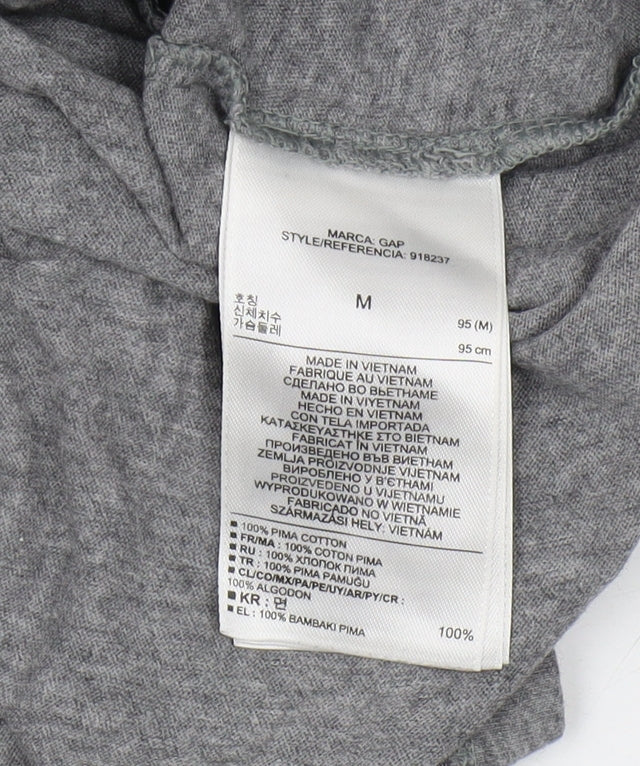 MARCA: GAP
STYLE/REFERENCIA: 918237
호칭 M
신체치수 95 (M)
가슴둘레 95 cm
MADE IN VIETNAM
FABRIQUE AU VIETNAM
СДЕЛАНО ВО ВЬЕТНАМЕ
MADE IN VIYETNAM
HECHO EN VIETNAM
CON TELA IMPORTADA
ΚΑΤΑΣΚΕΥΑΣΤΗΚΕ ΣΤΟ ΒΙΕΤΝΑΜ
FABRICAT ÎN VIETNAM
ПРОИЗВЕДЕНО ВЪВ ВИЕТНАМ
ZEMLJA PROIZVODNJE VIJETNAM
ВИРОБЛЕНО У В'ЄТНАМІ
PROIZVEDENO U VIJETNAMU
WYPRODUKOWANO W WIETNAMIE
FABRICADO NO VIETNÃ
SZÁRMAZÁSI HELY: VIETNÁM
■ 100% PIMA COTTON
■ FR/MA : 100% COTON PIMA
■ RU : 100% ХЛОПОК ПИМА
■ TR : 100% PIMA PAMUĞU
■ CL/CO/MX/PA/PE/UY/AR/PY/CR :
100% ALGODON
■ KR : 면 100%
■ EL : 100% ΒΑΜΒΑΚΙ PIMA